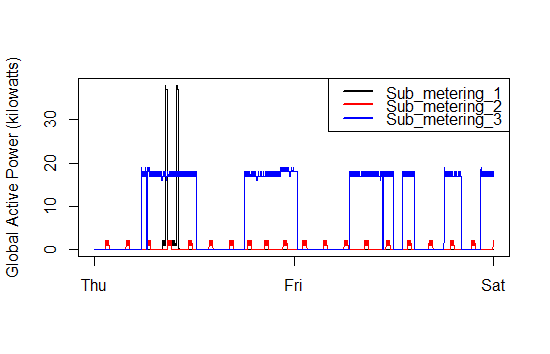 Global Active Power (kilowatts)
Sub_metering_1
Sub_metering_2
Sub_metering_3
30
20
10
0
Thu Fri Sat